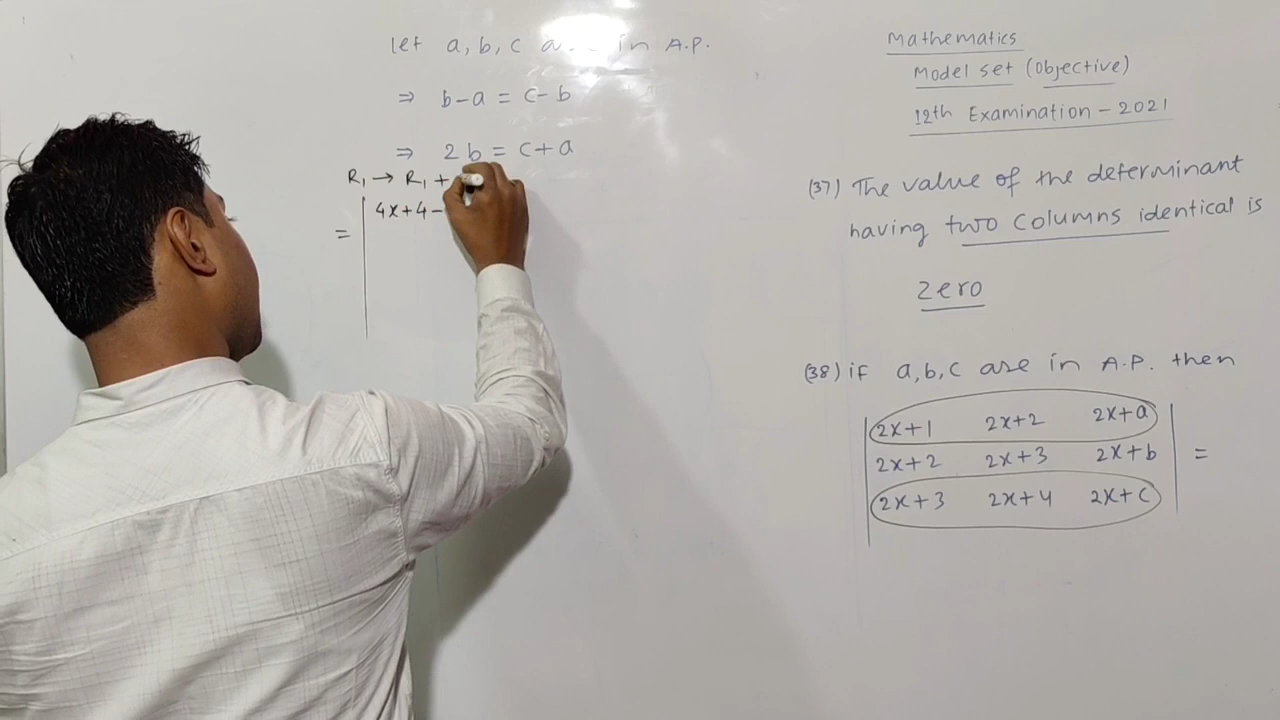 let a, b, c a in A.P.
⇒ b-a = c-b
⇒ 2b = c+a
R₁ → R₁ +
= | 4x+4-
Mathematics
Model set (Objective)
12th Examination - 2021
(37) The value of the determinant
having two columns identical is
zero
(38) if a,b,c are in A.P. then
| 2x+1 2x+2 2x+a |
| 2x+2 2x+3 2x+b | =
| 2x+3 2x+4 2x+c |